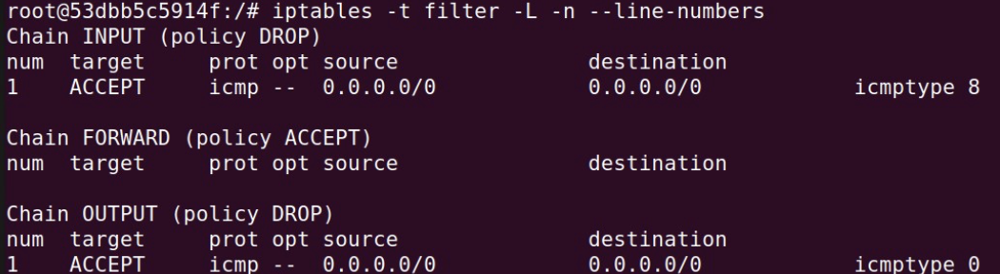 root@53dbb5c5914f:/# iptables -t filter -L -n --line-numbers
Chain INPUT (policy DROP)
num  target     prot opt source               destination
1    ACCEPT     icmp --  0.0.0.0/0            0.0.0.0/0            icmptype 8

Chain FORWARD (policy ACCEPT)
num  target     prot opt source               destination

Chain OUTPUT (policy DROP)
num  target     prot opt source               destination
1    ACCEPT     icmp --  0.0.0.0/0            0.0.0.0/0            icmptype 0